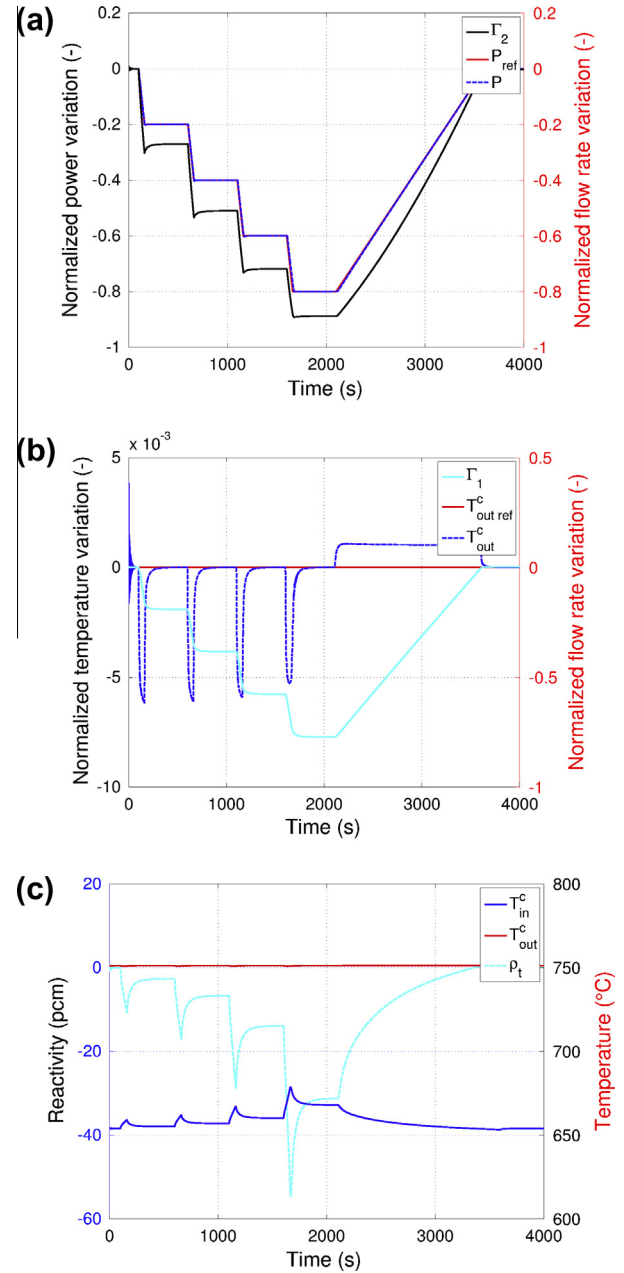 (a)
0.2
0
-0.2
-0.4
-0.6
-0.8
-1
Normalized power variation (-)
0.2
0
-0.2
-0.4
-0.6
-0.8
-1
Normalized flow rate variation (-)
Γ2
Pref
P
0 1000 2000 3000 4000
Time (s)
(b)
x 10-3
5
0
-5
-10
Normalized temperature variation (-)
0.5
0
-0.5
-1
Normalized flow rate variation (-)
Γ1
Tcout ref
Tcout
0 1000 2000 3000 4000
Time (s)
(c)
20
0
-20
-40
-60
Reactivity (pcm)
800
750
700
650
600
Temperature (°C)
Tcin
Tcout
ρt
0 1000 2000 3000 4000
Time (s)